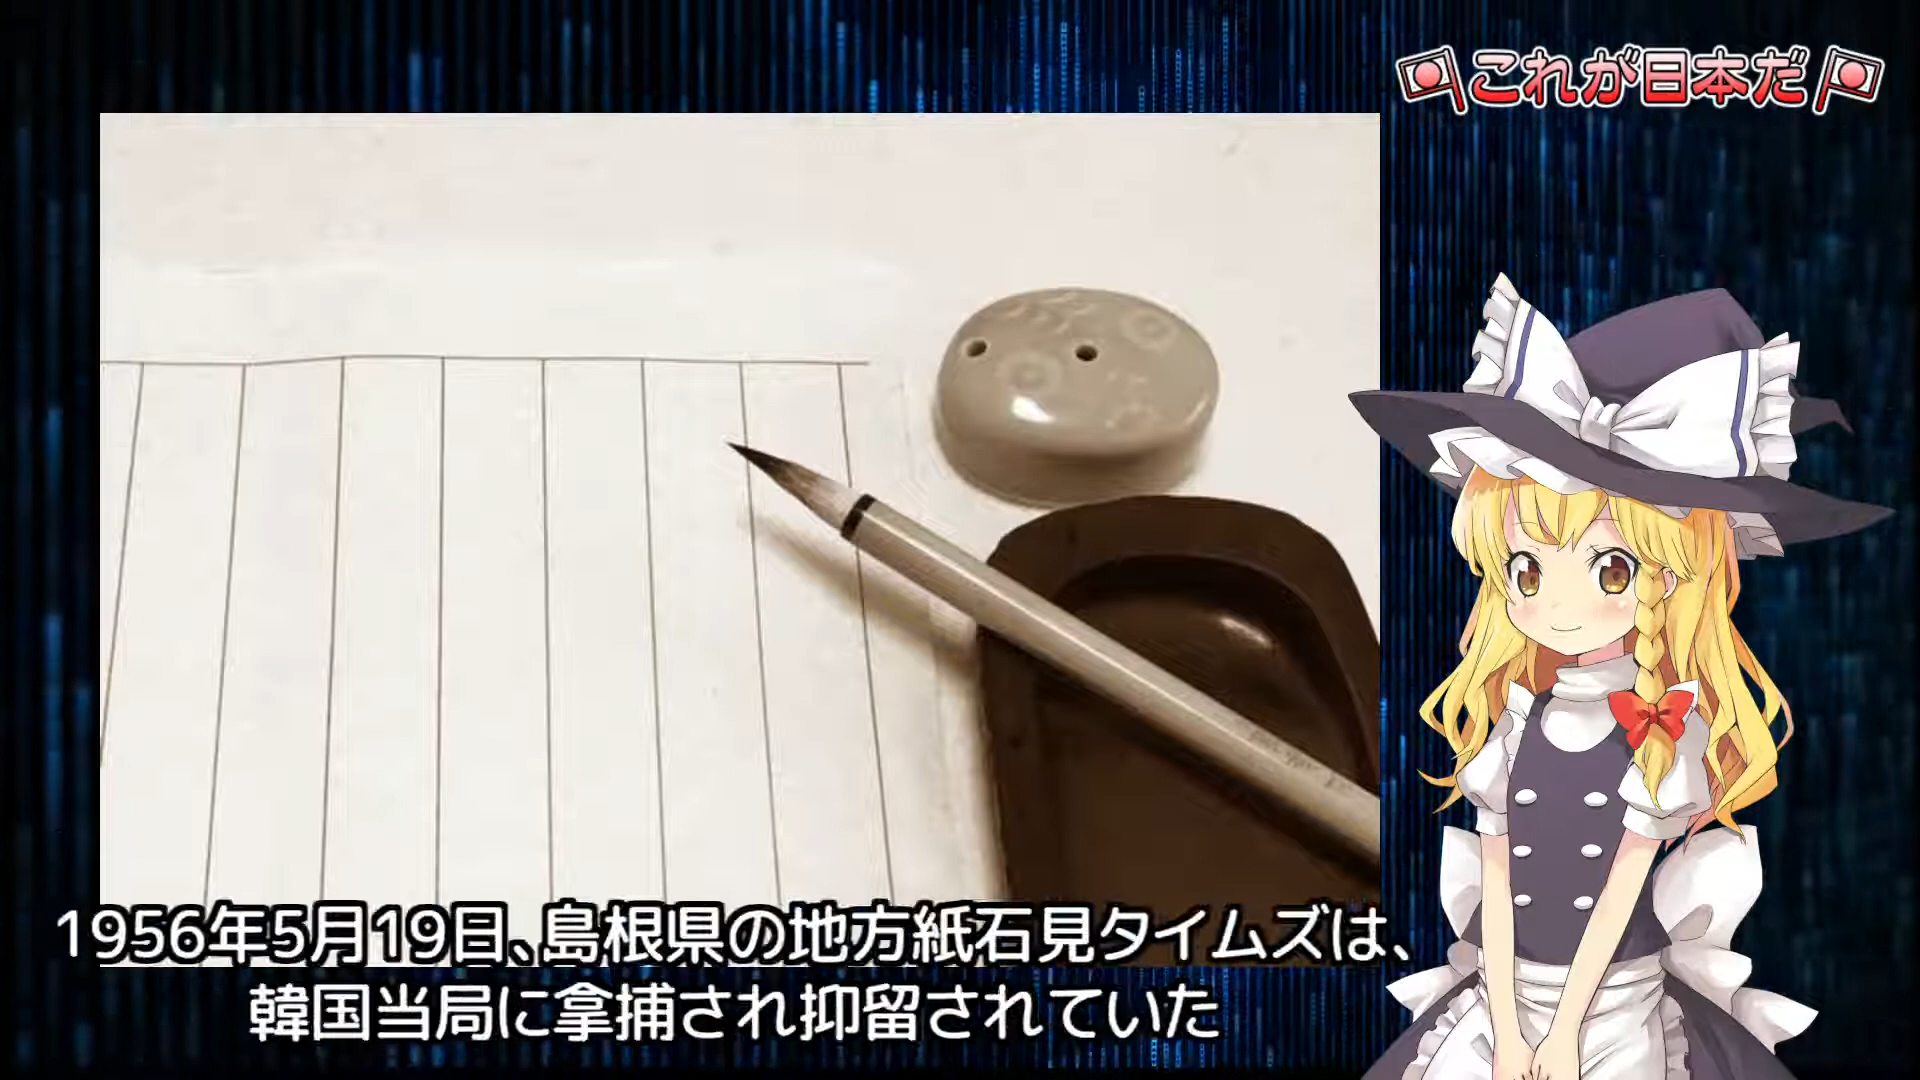 これが日本だ
1956年5月19日、島根県の地方紙石見タイムズは、
韓国当局に拿捕され抑留されていた